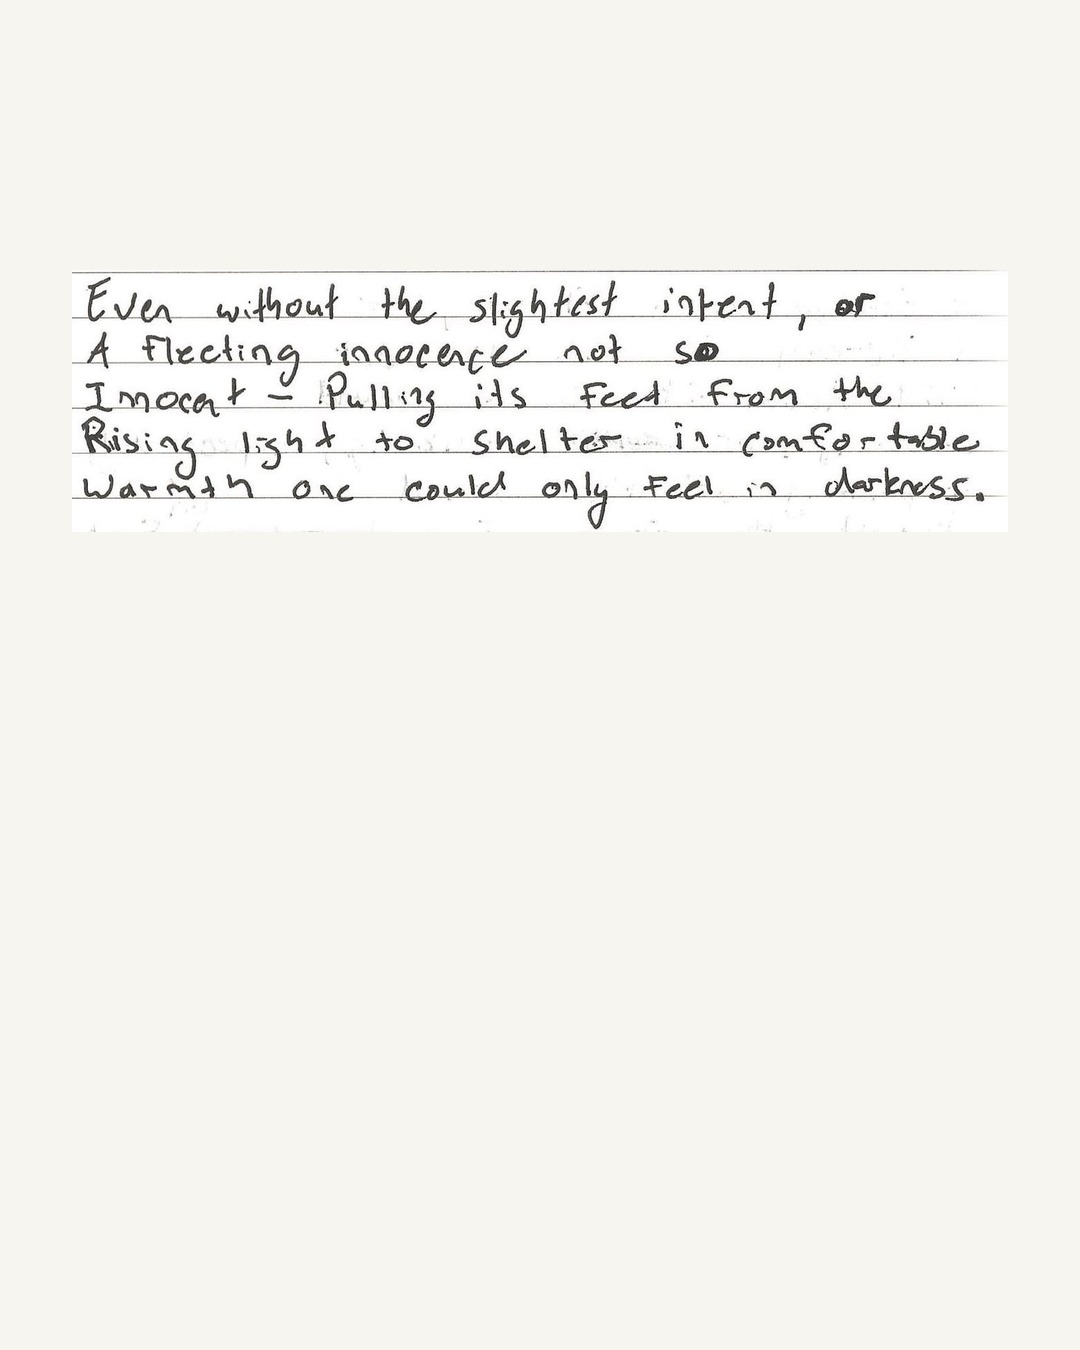 Even without the slightest intent, or
A fleeting innocence not so
Innocent - Pulling its feet from the
Rising light to shelter in comfortable
Warmth one could only feel in darkness.